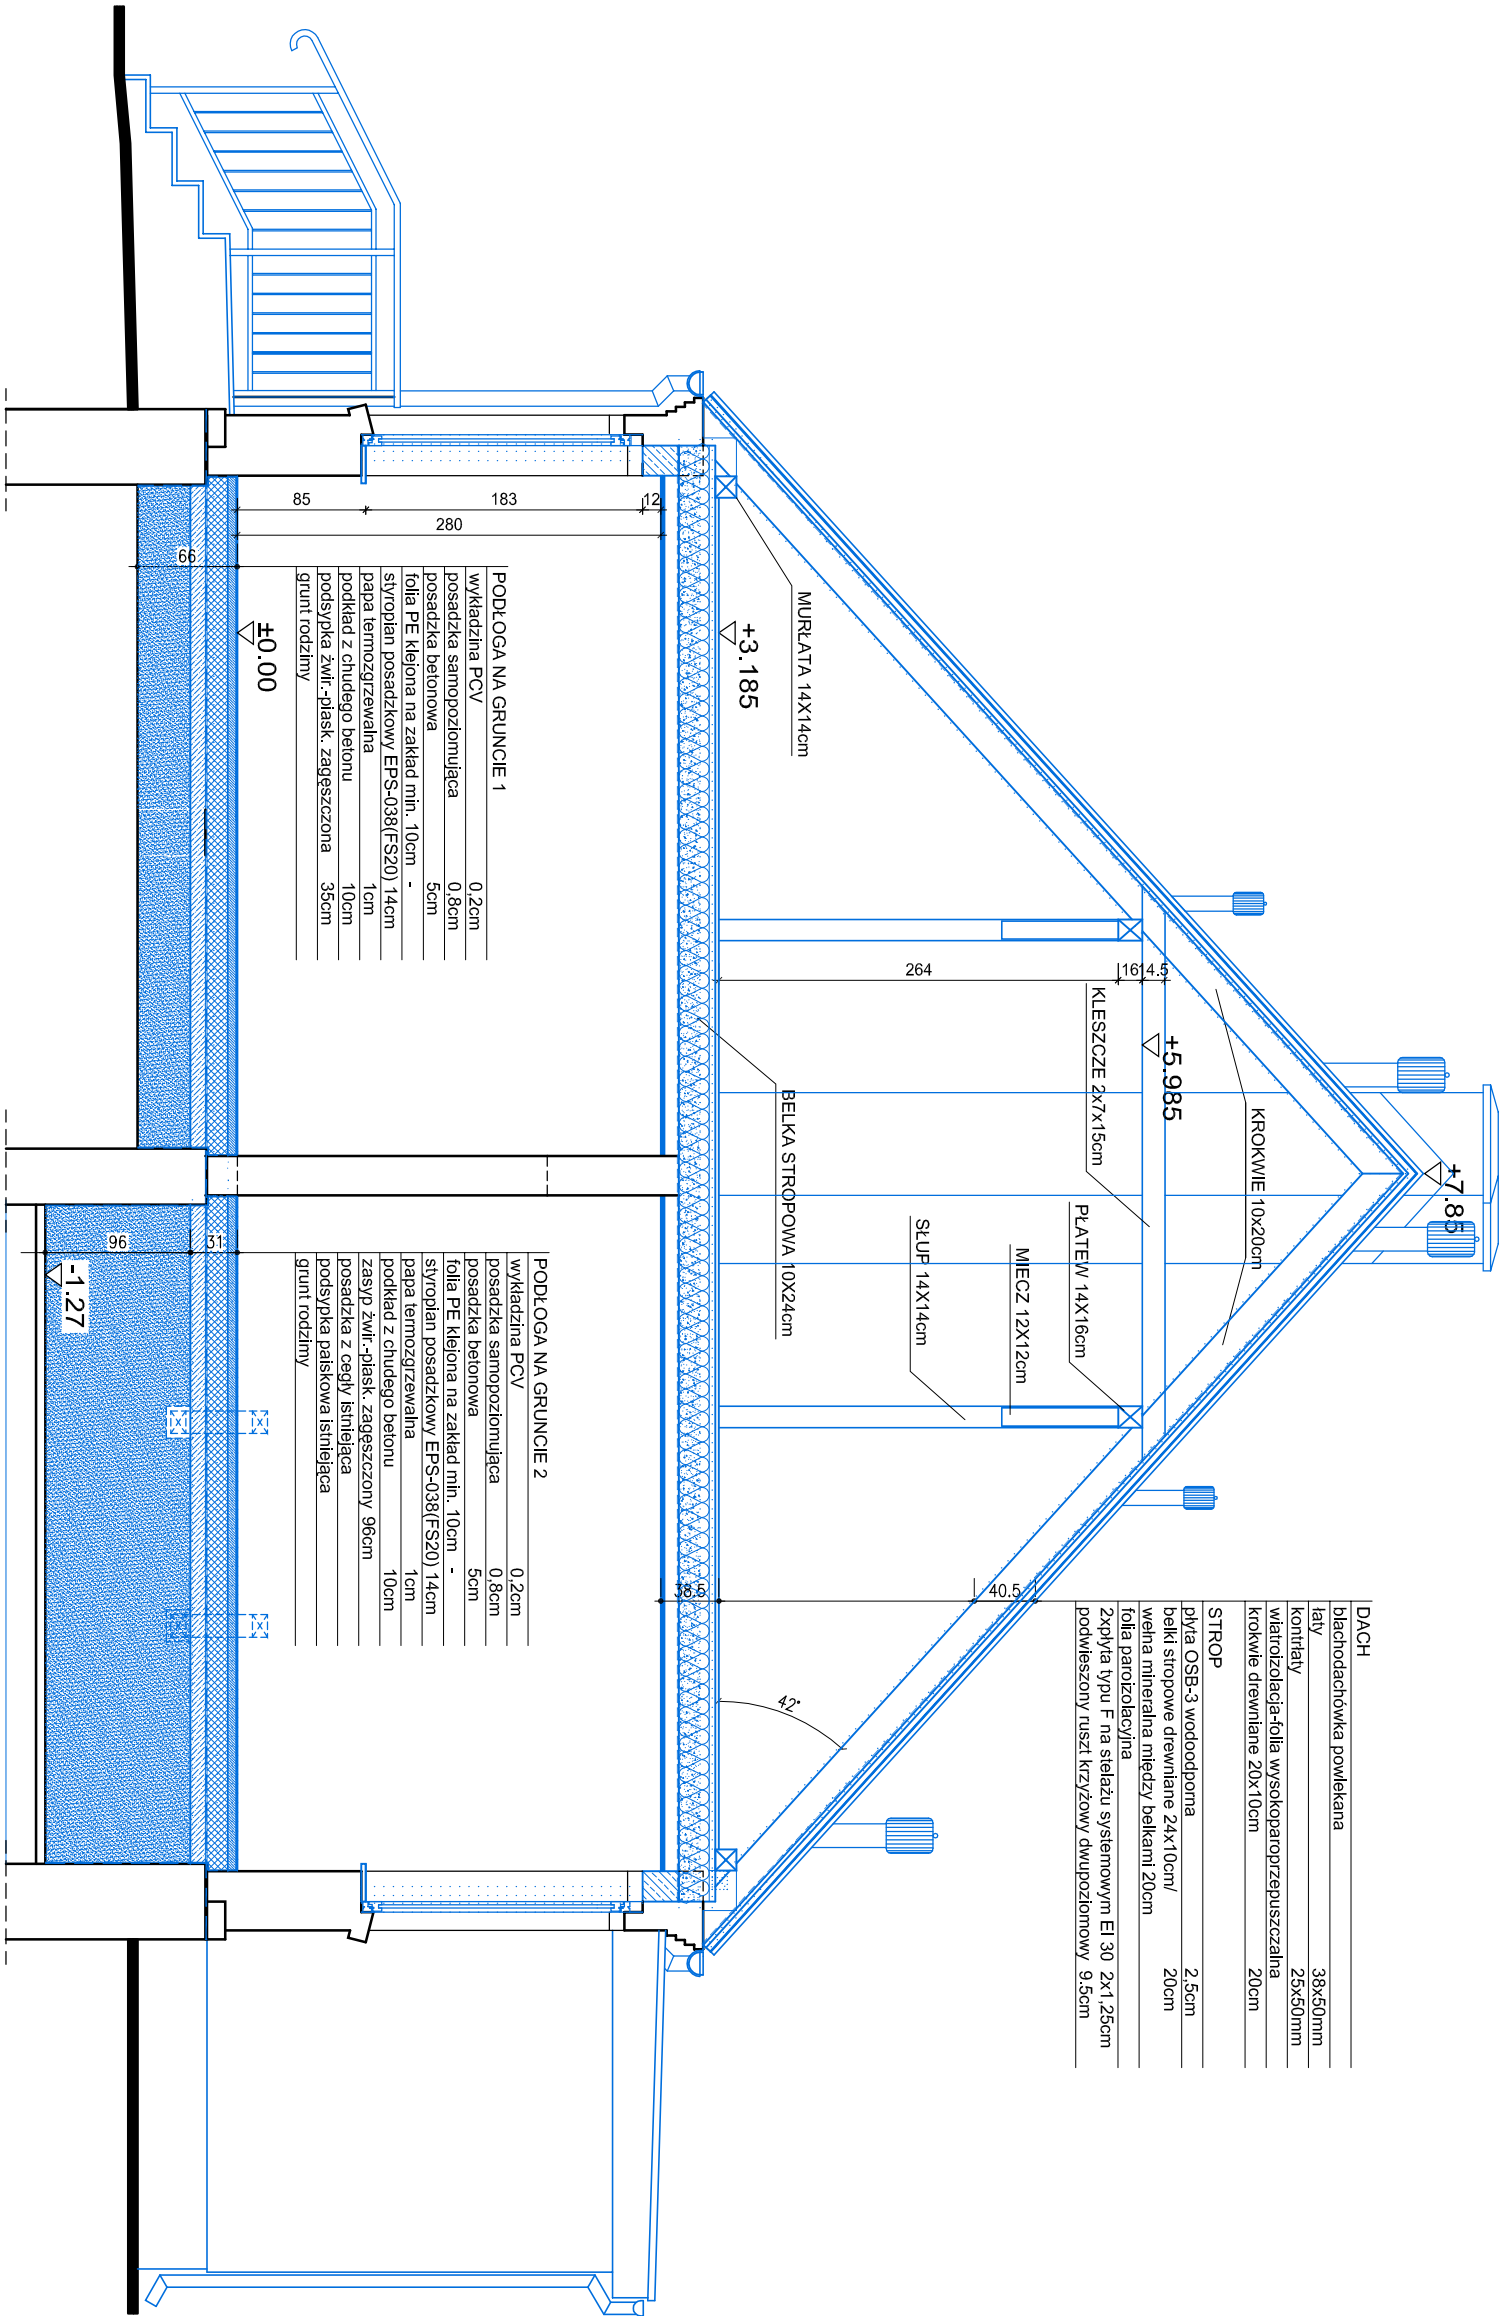 DACH
blachodachówka powlekana
łaty 38x50mm
kontrłaty 25x50mm
wiatroizolacja-folia wysokoparoprzepuszczalna
krokwie drewniane 20x10cm 20cm
STROP
płyta OSB-3 wodoodporna 2,5cm
belki stropowe drewniane 24x10cm/
wełna mineralna między belkami 20cm 20cm
folia paroizolacyjna
2xpłyta typu F na stelażu systemowym EI 30 2x1,25cm
podwieszony ruszt krzyżowy dwupoziomowy 9.5cm
+7.85
KROKWIE 10x20cm
+5.985
KLESZCZE 2x7x15cm
PŁATEW 14X16cm
MIECZ 12X12cm
SŁUP 14X14cm
14.5
16
264
40.5
38.5
42°
MURŁATA 14X14cm
+3.185
BELKA STROPOWA 10X24cm
12
183
85
280
66
PODŁOGA NA GRUNCIE 1
wykładzina PCV 0,2cm
posadzka samopoziomująca 0,8cm
posadzka betonowa 5cm
folia PE klejona na zakład min. 10cm -
styropian posadzkowy EPS-038(FS20) 14cm
papa termozgrzewalna 1cm
podkład z chudego betonu 10cm
podsypka żwir.-piask. zagęszczona 35cm
grunt rodzimy
±0.00
PODŁOGA NA GRUNCIE 2
wykładzina PCV 0,2cm
posadzka samopoziomująca 0,8cm
posadzka betonowa 5cm
folia PE klejona na zakład min. 10cm -
styropian posadzkowy EPS-038(FS20) 14cm
papa termozgrzewalna 1cm
podkład z chudego betonu 10cm
zasyp żwir.-piask. zagęszczony 96cm
posadzka z cegły istniejąca
podsypka paiskowa istniejąca
grunt rodzimy
31
96
-1.27